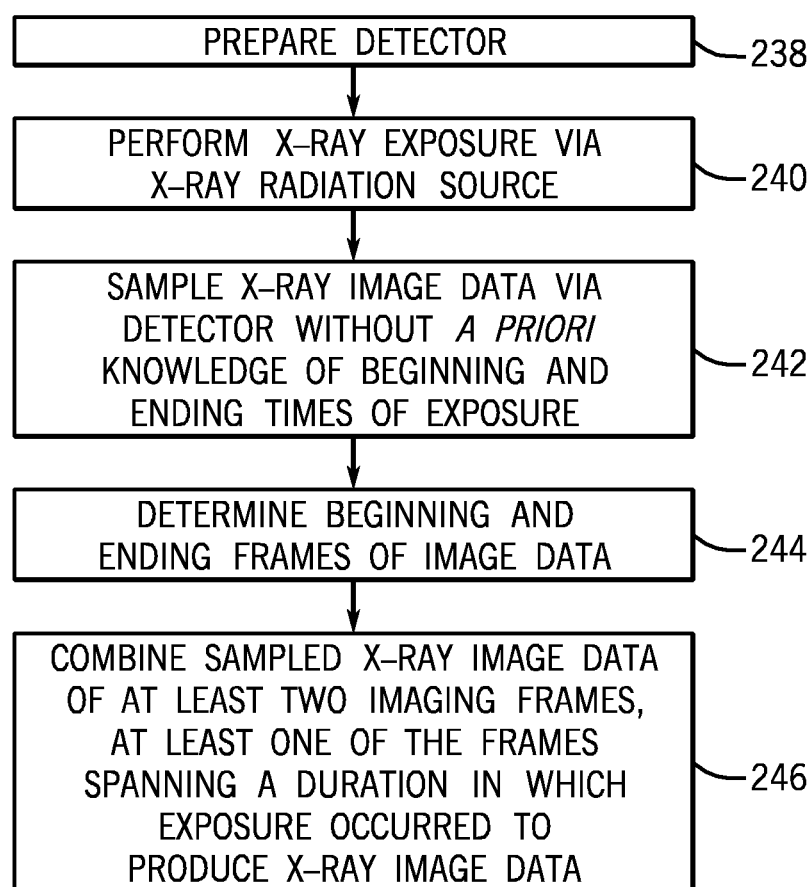 PREPARE DETECTOR
238
PERFORM X–RAY EXPOSURE VIA
X–RAY RADIATION SOURCE
240
SAMPLE X–RAY IMAGE DATA VIA
DETECTOR WITHOUT A PRIORI
KNOWLEDGE OF BEGINNING AND
ENDING TIMES OF EXPOSURE
242
DETERMINE BEGINNING AND
ENDING FRAMES OF IMAGE DATA
244
COMBINE SAMPLED X–RAY IMAGE DATA
OF AT LEAST TWO IMAGING FRAMES,
AT LEAST ONE OF THE FRAMES
SPANNING A DURATION IN WHICH
EXPOSURE OCCURRED TO
PRODUCE X–RAY IMAGE DATA
246